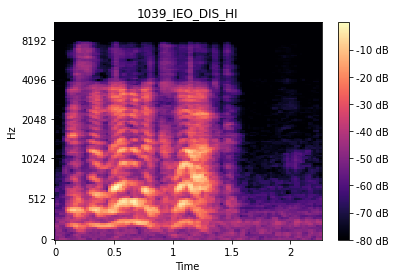 1039_IEO_DIS_HI
8192
4096
2048
1024
512
0
Hz
0
0.5
1
1.5
2
Time
-10 dB
-20 dB
-30 dB
-40 dB
-50 dB
-60 dB
-70 dB
-80 dB